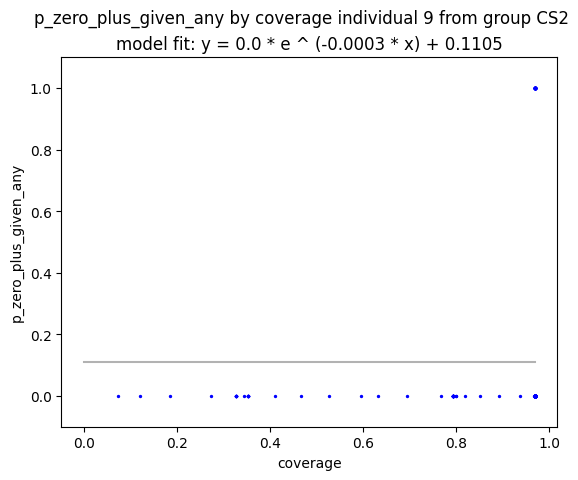 p_zero_plus_given_any by coverage individual 9 from group CS2
model fit: y = 0.0 * e ^ (-0.0003 * x) + 0.1105
1.0
0.8
0.6
0.4
0.2
0.0
p_zero_plus_given_any
0.0 0.2 0.4 0.6 0.8 1.0
coverage